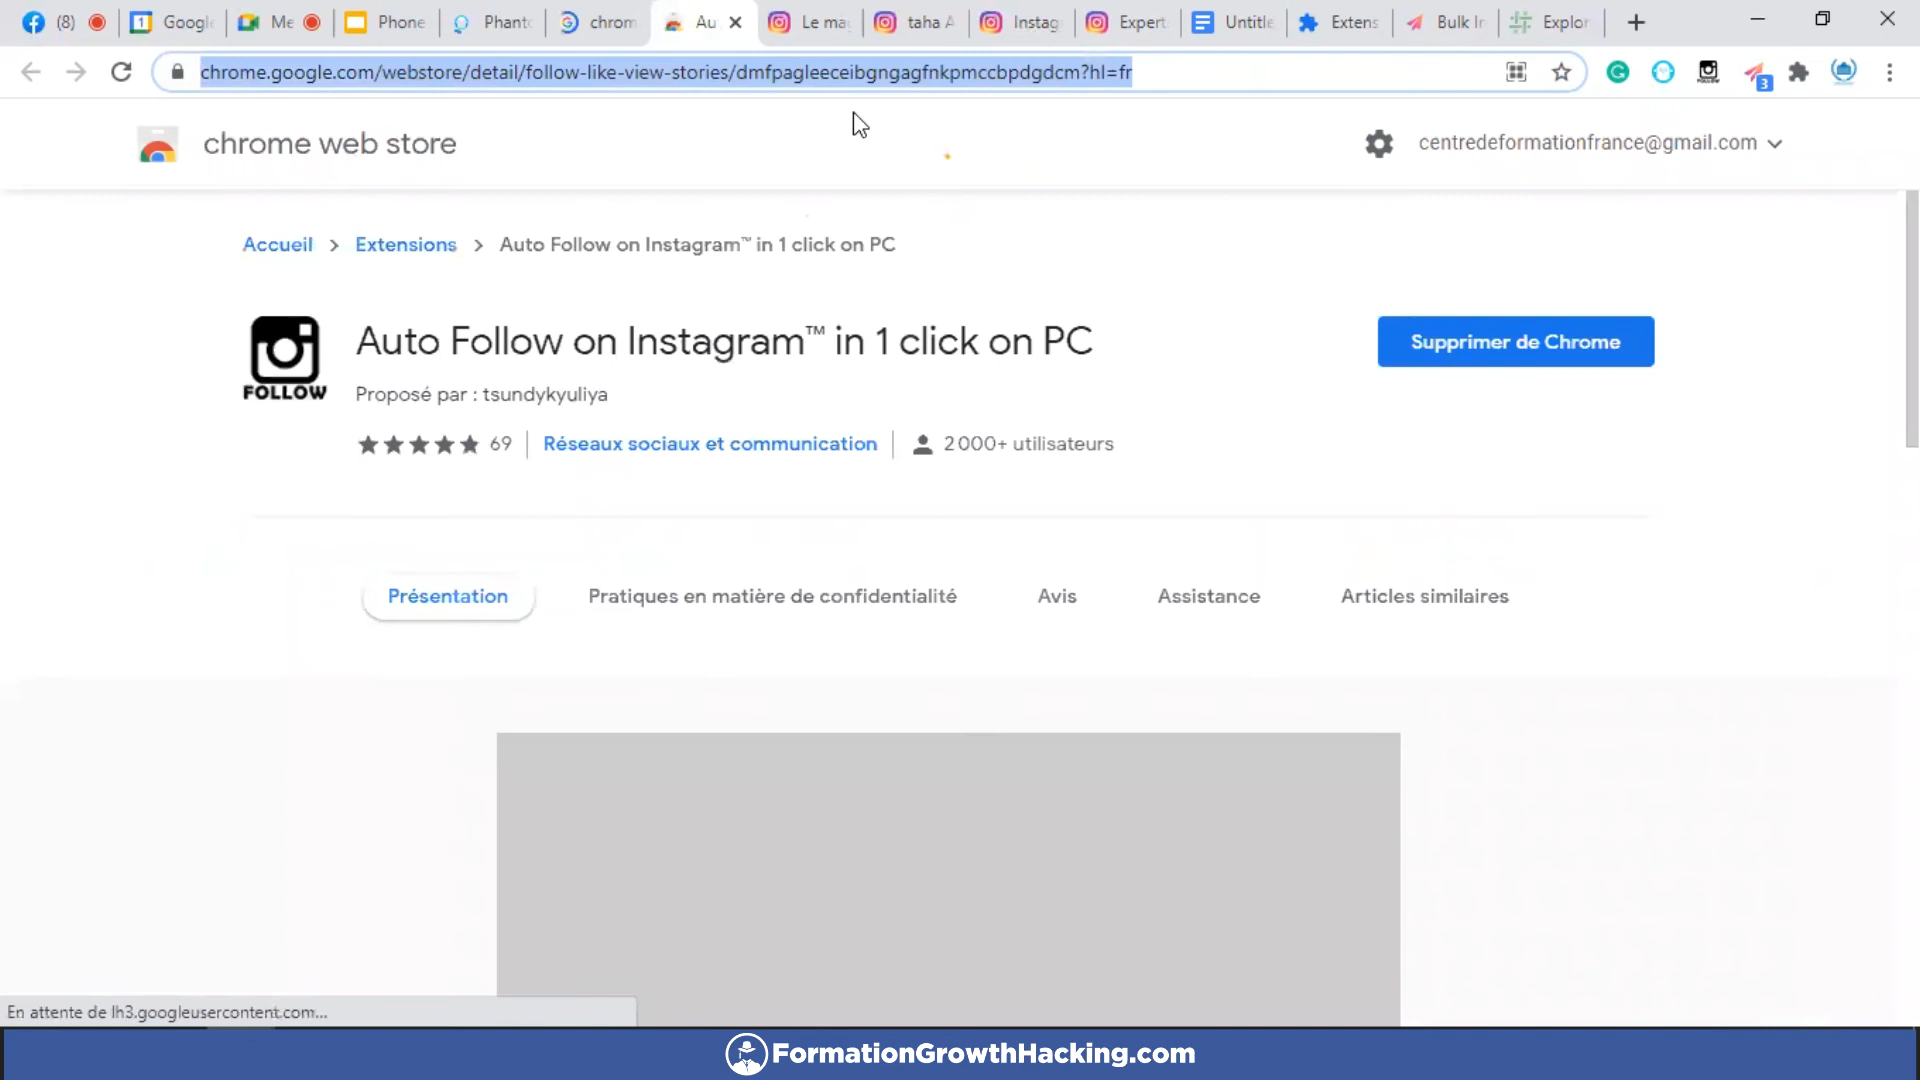 (8) Google Me Phone Phant chrom Au Le ma taha A Instag Expert Untitle Extens Bulk In Explor
chrome.google.com/webstore/detail/follow-like-view-stories/dmfpagleeceibgngagfnkpmccbpdgdcm?hl=fr
3
chrome web store
centredeformationfrance@gmail.com
Accueil > Extensions > Auto Follow on Instagram™ in 1 click on PC
FOLLOW
Auto Follow on Instagram™ in 1 click on PC
Supprimer de Chrome
Proposé par : tsundykyuliya
69 Réseaux sociaux et communication 2 000+ utilisateurs
Présentation Pratiques en matière de confidentialité Avis Assistance Articles similaires
En attente de lh3.googleusercontent.com...
FormationGrowthHacking.com